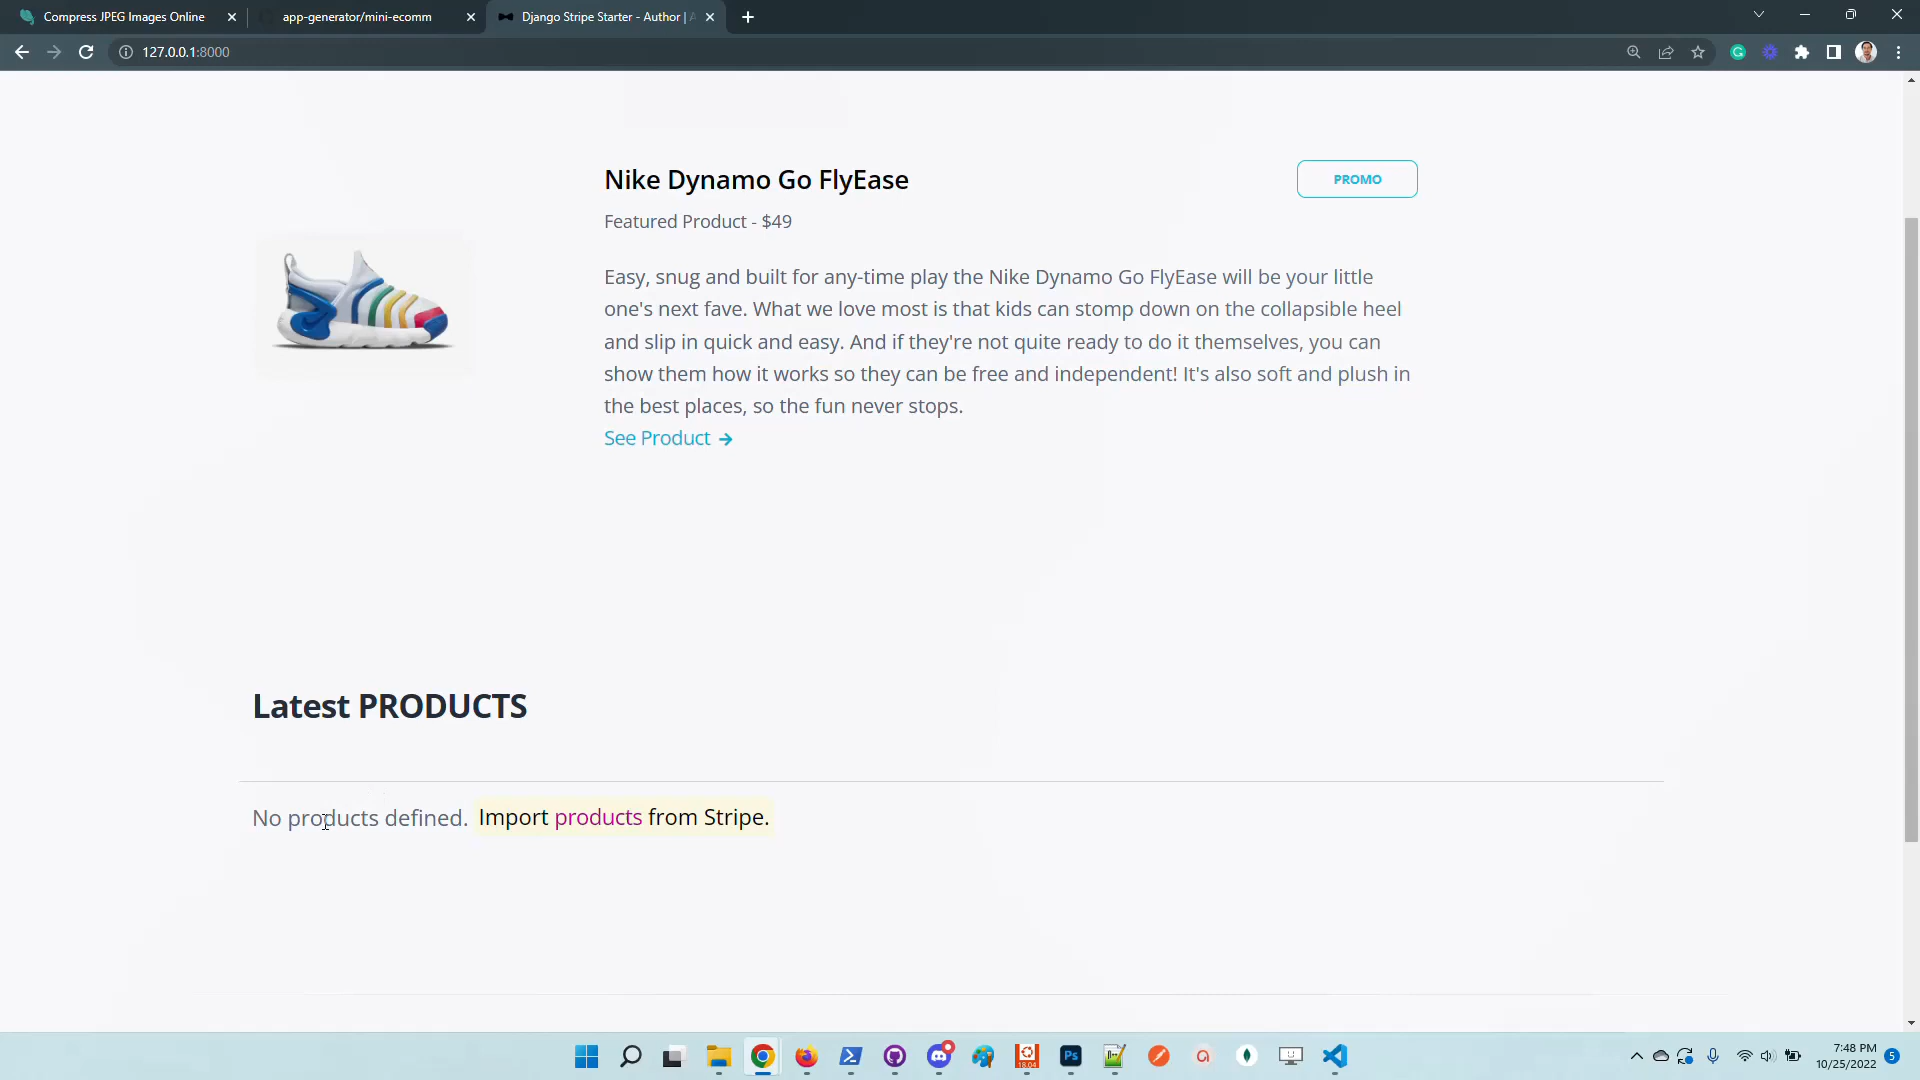 Compress JPEG Images Online
app-generator/mini-ecomm
Django Stripe Starter - Author |
127.0.0.1:8000
Nike Dynamo Go FlyEase
PROMO
Featured Product - $49
Easy, snug and built for any-time play the Nike Dynamo Go FlyEase will be your little
one's next fave. What we love most is that kids can stomp down on the collapsible heel
and slip in quick and easy. And if they're not quite ready to do it themselves, you can
show them how it works so they can be free and independent! It's also soft and plush in
the best places, so the fun never stops.
See Product
Latest PRODUCTS
No products defined. Import products from Stripe.
Ps
18.04
7:48 PM
10/25/2022
5